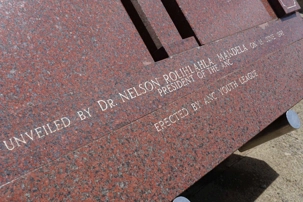 UNVEILED BY DR. NELSON ROLIHLAHLA MANDELA
PRESIDENT OF THE ANC
ERECTED BY ANC YOUTH LEAGUE